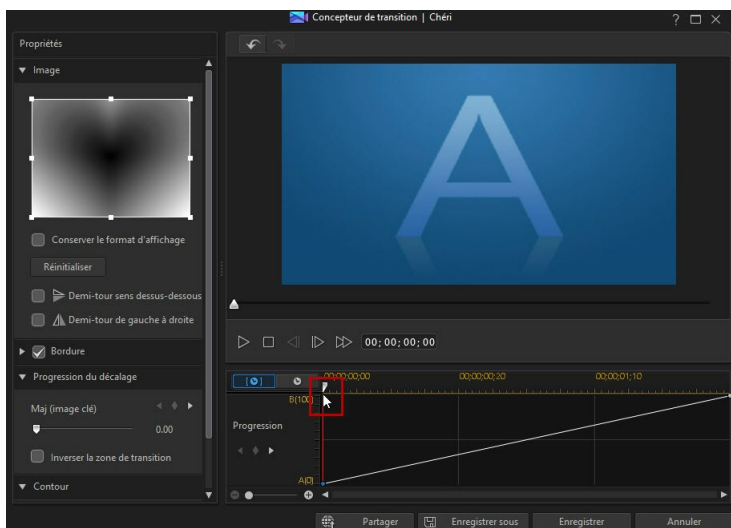 Concepteur de transition | Chéri
Propriétés
Image
Conserver le format d'affichage
Réinitialiser
Demi-tour sens dessus-dessous
Demi-tour de gauche à droite
Bordure
Progression du décalage
Maj (image clé)
0.00
Inverser la zone de transition
Contour
A
00;00;00;00
00;00;00;00
00;00;00;20
00;00;01;10
B(100)
Progression
A(0)
Partager
Enregistrer sous
Enregistrer
Annuler